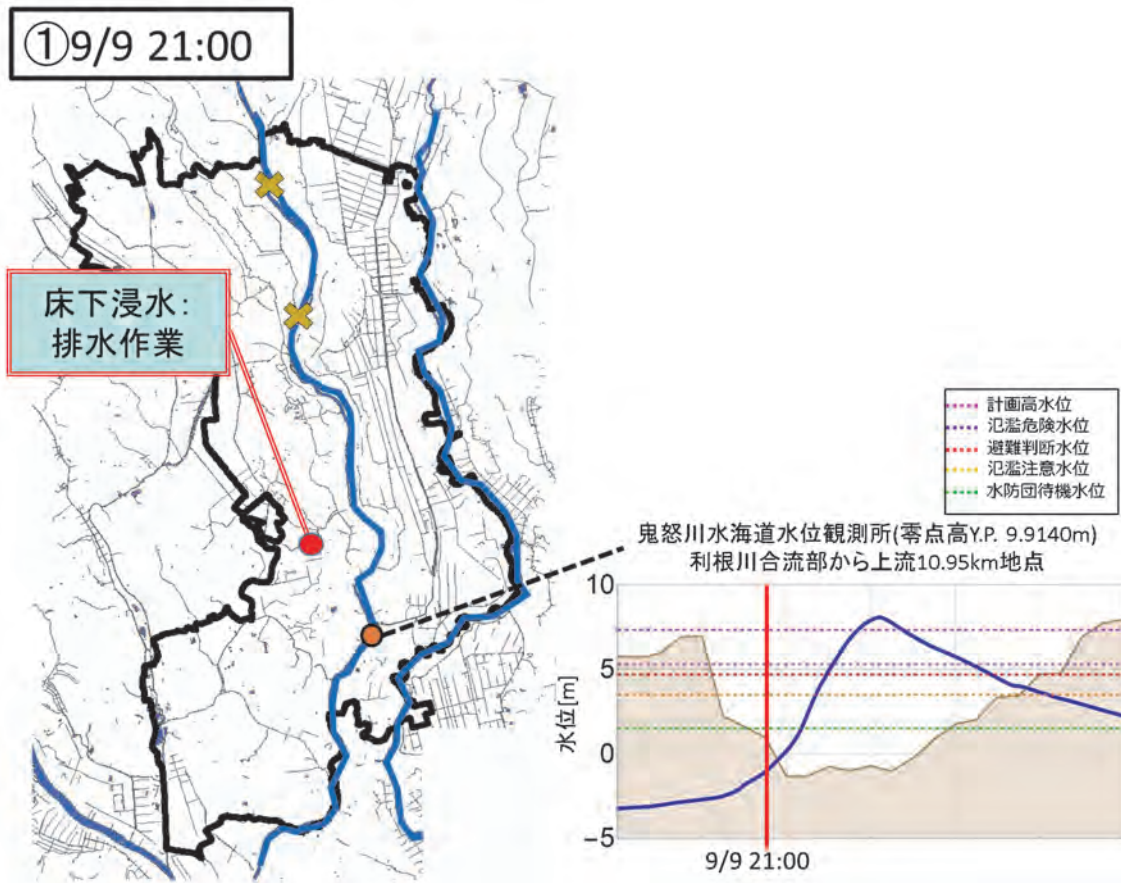 ①9/9 21:00
床下浸水:
排水作業
計画高水位
氾濫危険水位
避難判断水位
氾濫注意水位
水防団待機水位
鬼怒川水海道水位観測所(零点高Y.P. 9.9140m)
利根川合流部から上流10.95km地点
水位[m]
10
5
0
−5
9/9 21:00